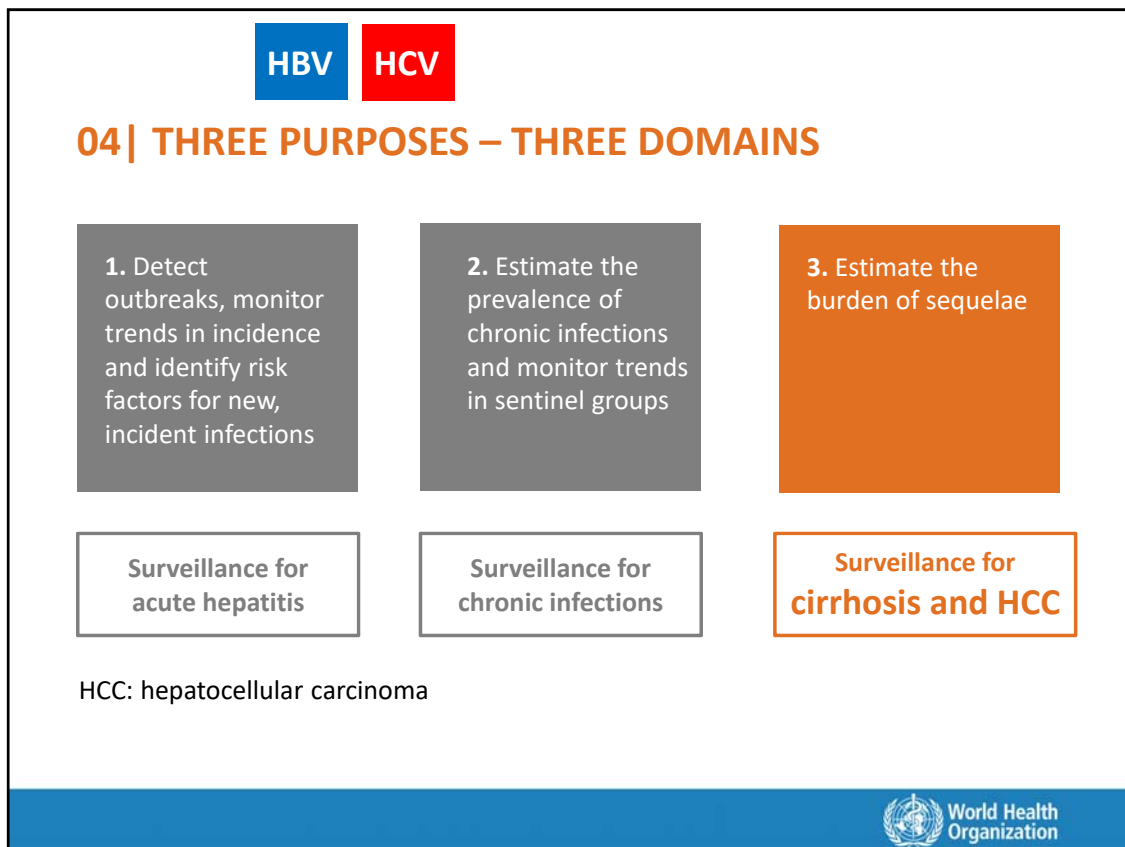 HBV HCV
04| THREE PURPOSES – THREE DOMAINS
1. Detect
outbreaks, monitor
trends in incidence
and identify risk
factors for new,
incident infections
2. Estimate the
prevalence of
chronic infections
and monitor trends
in sentinel groups
3. Estimate the
burden of sequelae
Surveillance for
acute hepatitis
Surveillance for
chronic infections
Surveillance for
cirrhosis and HCC
HCC: hepatocellular carcinoma
World Health
Organization